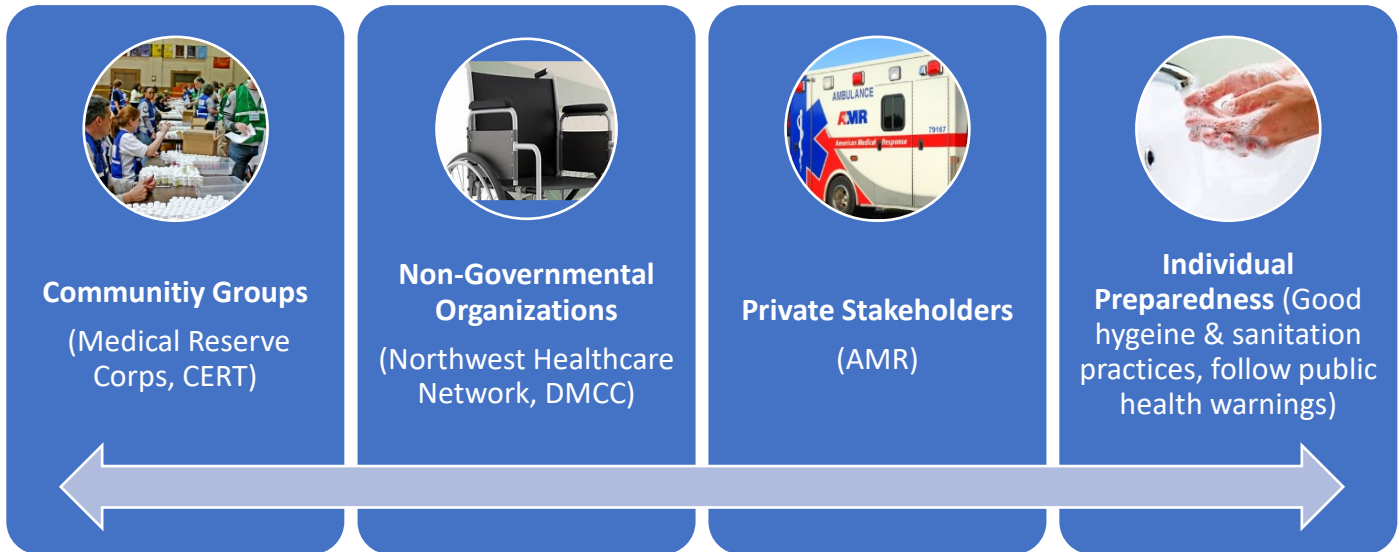 Communitiy Groups
(Medical Reserve
Corps, CERT)
Non-Governmental
Organizations
(Northwest Healthcare
Network, DMCC)
AMBULANCE
AMR
79167
American Medical Response
Private Stakeholders
(AMR)
Individual
Preparedness (Good
hygeine & sanitation
practices, follow public
health warnings)